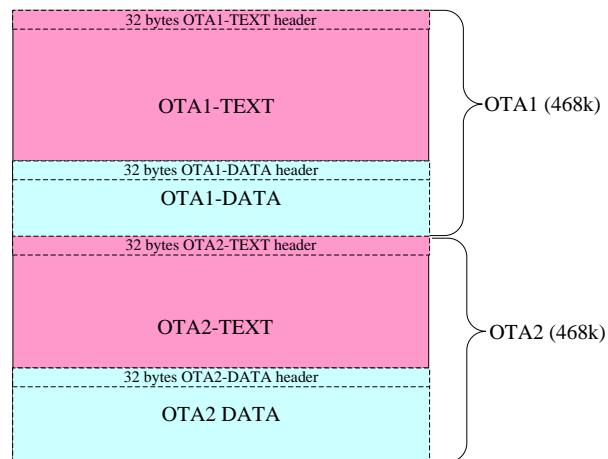 32 bytes OTA1-TEXT header
OTA1-TEXT
OTA1 (468k)
32 bytes OTA1-DATA header
OTA1-DATA
32 bytes OTA2-TEXT header
OTA2-TEXT
OTA2 (468k)
32 bytes OTA2-DATA header
OTA2 DATA